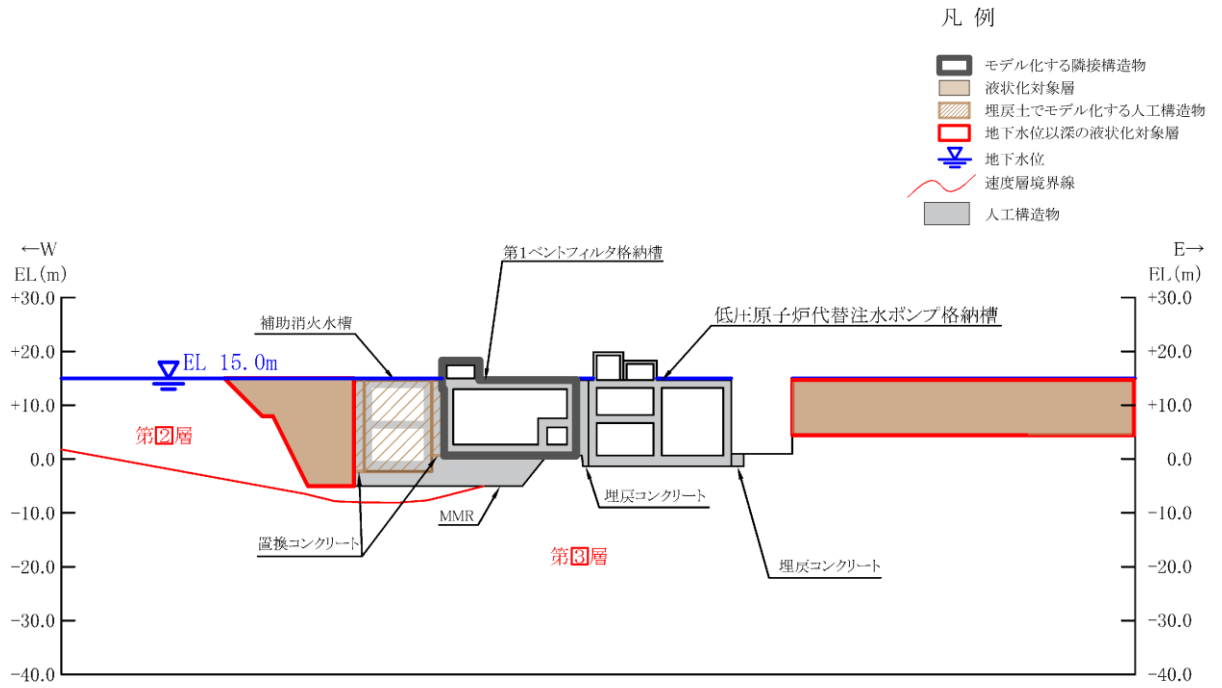 凡 例
モデル化する隣接構造物
液状化対象層
埋戻土でモデル化する人工構造物
地下水位以深の液状化対象層
地下水位
速度層境界線
人工構造物
←W
EL(m)
E→
EL(m)
+30.0
+20.0
+10.0
0.0
-10.0
-20.0
-30.0
-40.0
+30.0
+20.0
+10.0
0.0
-10.0
-20.0
-30.0
-40.0
第1ベントフィルタ格納槽
補助消火水槽
低圧原子炉代替注水ポンプ格納槽
EL 15.0m
第2層
埋戻コンクリート
MMR
置換コンクリート
第3層
埋戻コンクリート